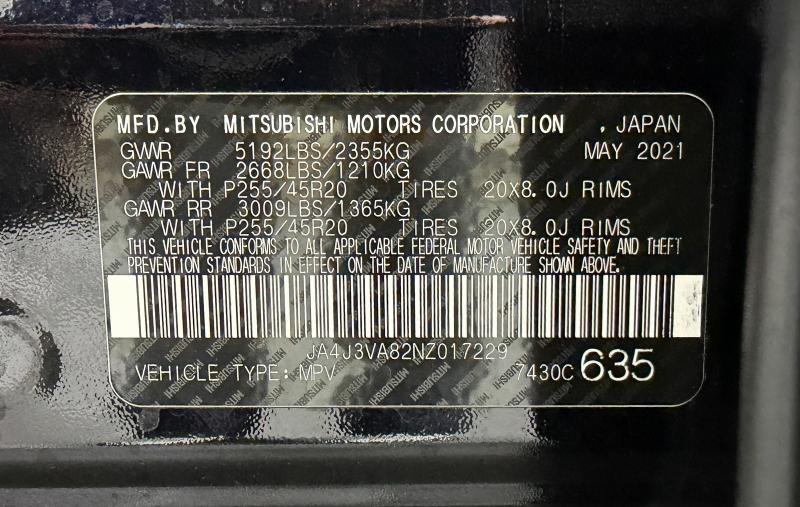 MFD.BY MITSUBISHI MOTORS CORPORATION , JAPAN
GVWR 5192LBS/2355KG MAY 2021
GAWR FR 2668LBS/1210KG
WITH P255/45R20 TIRES 20X8.0J RIMS
GAWR RR 3009LBS/1365KG
WITH P255/45R20 TIRES 20X8.0J RIMS
THIS VEHICLE CONFORMS TO ALL APPLICABLE FEDERAL MOTOR VEHICLE SAFETY AND THEFT
PREVENTION STANDARDS IN EFFECT ON THE DATE OF MANUFACTURE SHOWN ABOVE.
JA4J3VA82NZ017229
VEHICLE TYPE: MPV 7430C 635